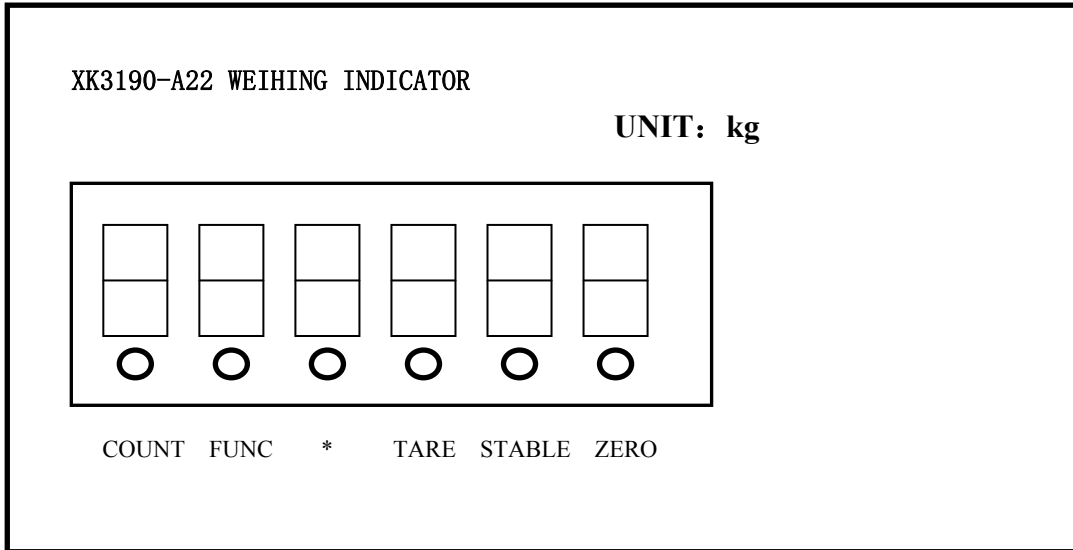 XK3190-A22 WEIHING INDICATOR
UNIT：kg
COUNT FUNC * TARE STABLE ZERO